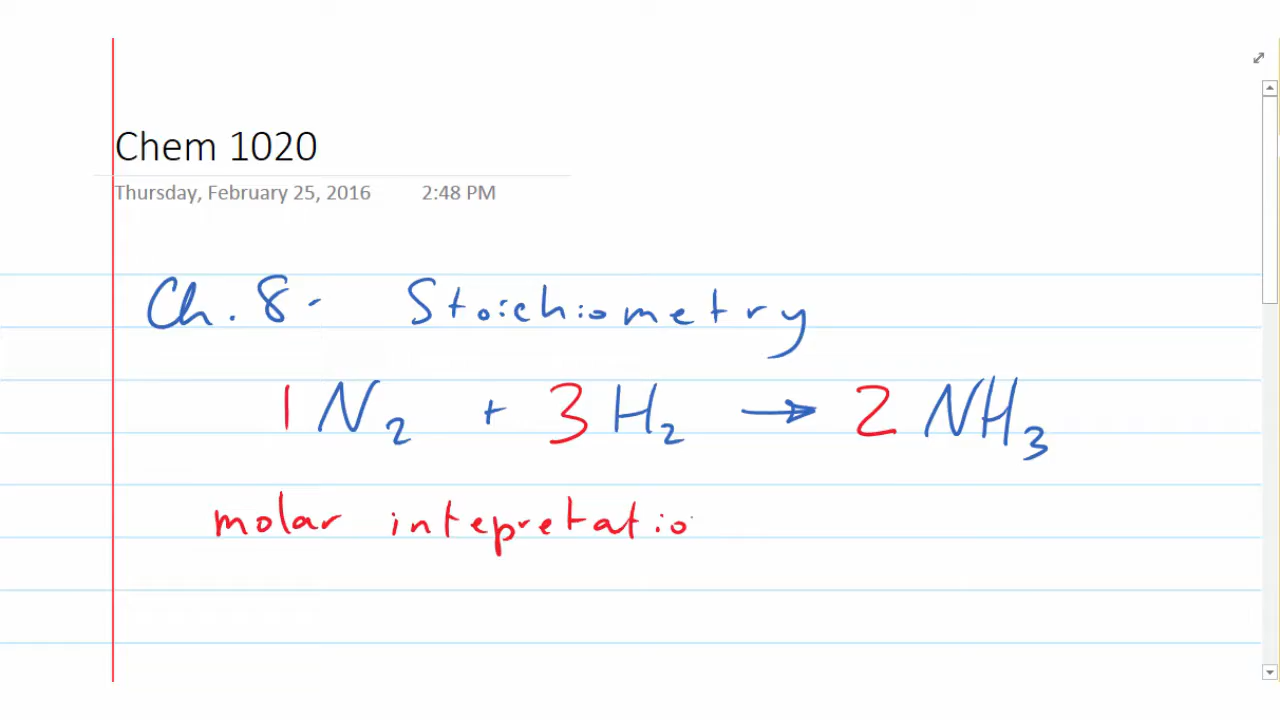 Chem 1020
Thursday, February 25, 2016 2:48 PM
Ch. 8- Stoichiometry
1 N₂ + 3 H₂ → 2 NH₃
molar intepretatio